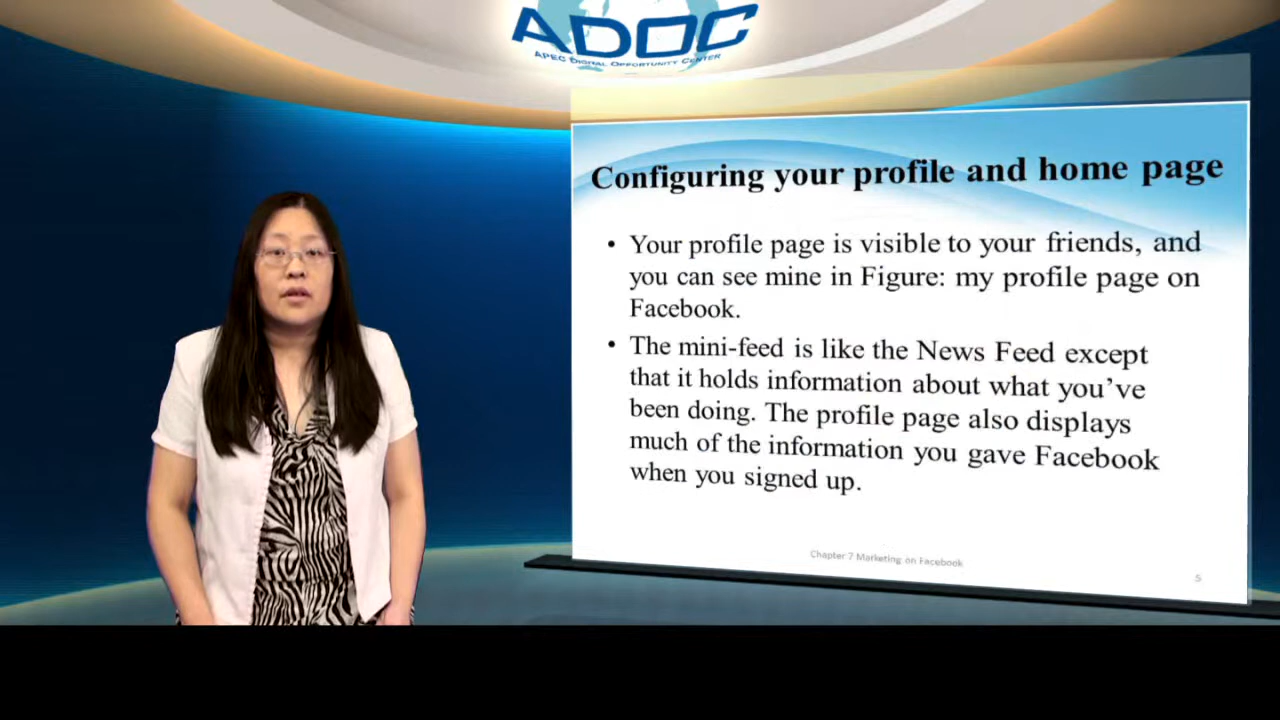 ADOC
APEC DIGITAL OPPORTUNITY CENTER
Configuring your profile and home page
• Your profile page is visible to your friends, and
you can see mine in Figure: my profile page on
Facebook.
• The mini-feed is like the News Feed except
that it holds information about what you’ve
been doing. The profile page also displays
much of the information you gave Facebook
when you signed up.
Chapter 7 Marketing on Facebook
5